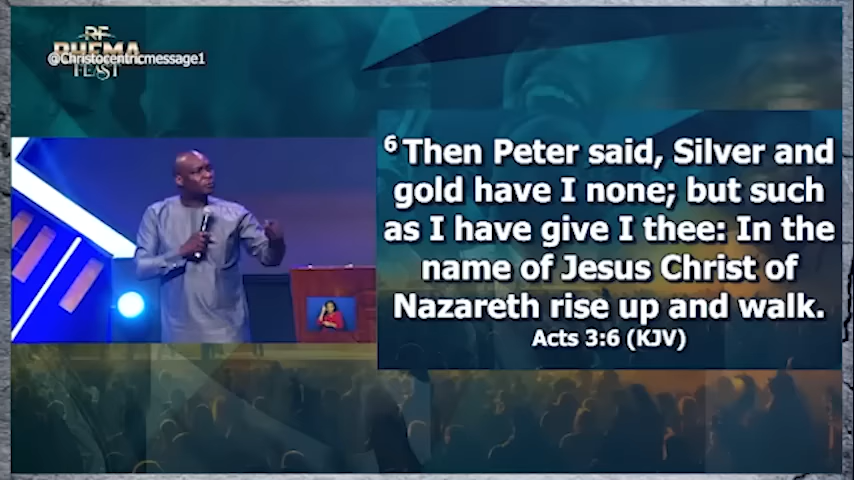 RF
RHEMA
FEAST
@Christocentricmessage1
6 Then Peter said, Silver and
gold have I none; but such
as I have give I thee: In the
name of Jesus Christ of
Nazareth rise up and walk.
Acts 3:6 (KJV)